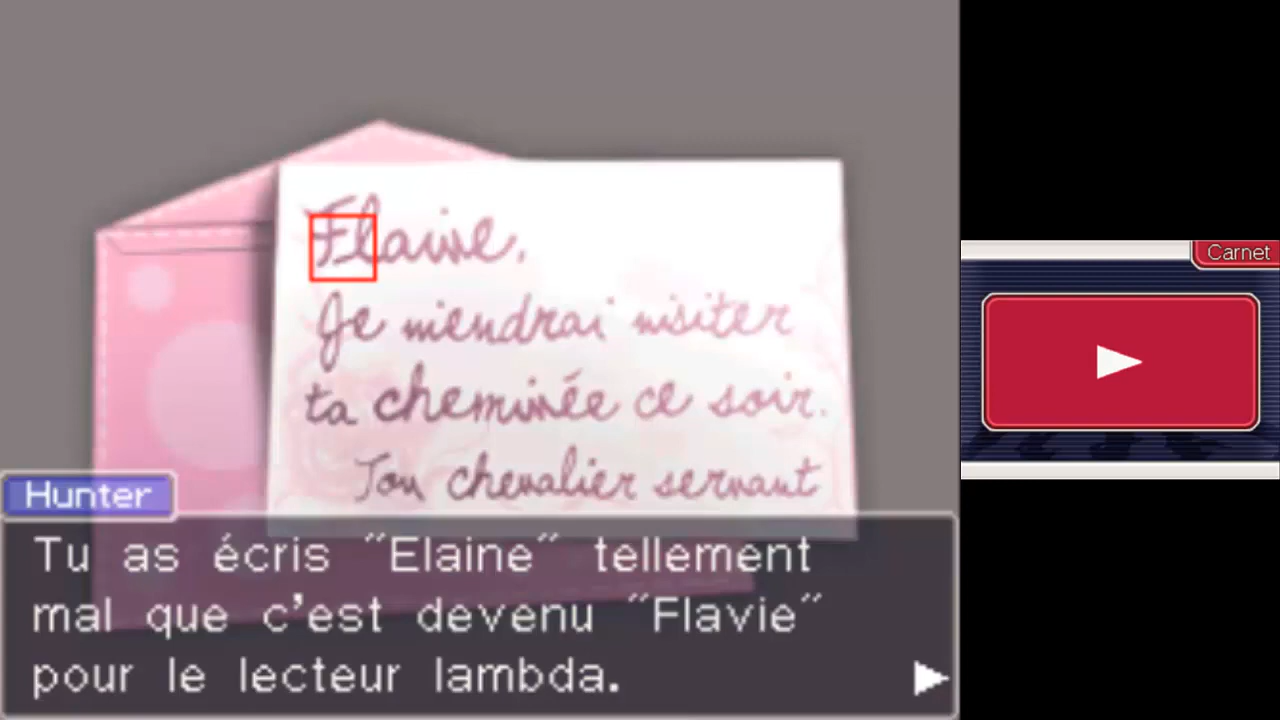 Elaine,
Je viendrai visiter
ta cheminée ce soir.
Ton chevalier servant
Carnet
Hunter
Tu as écris "Elaine" tellement
mal que c'est devenu "Flavie"
pour le lecteur lambda.